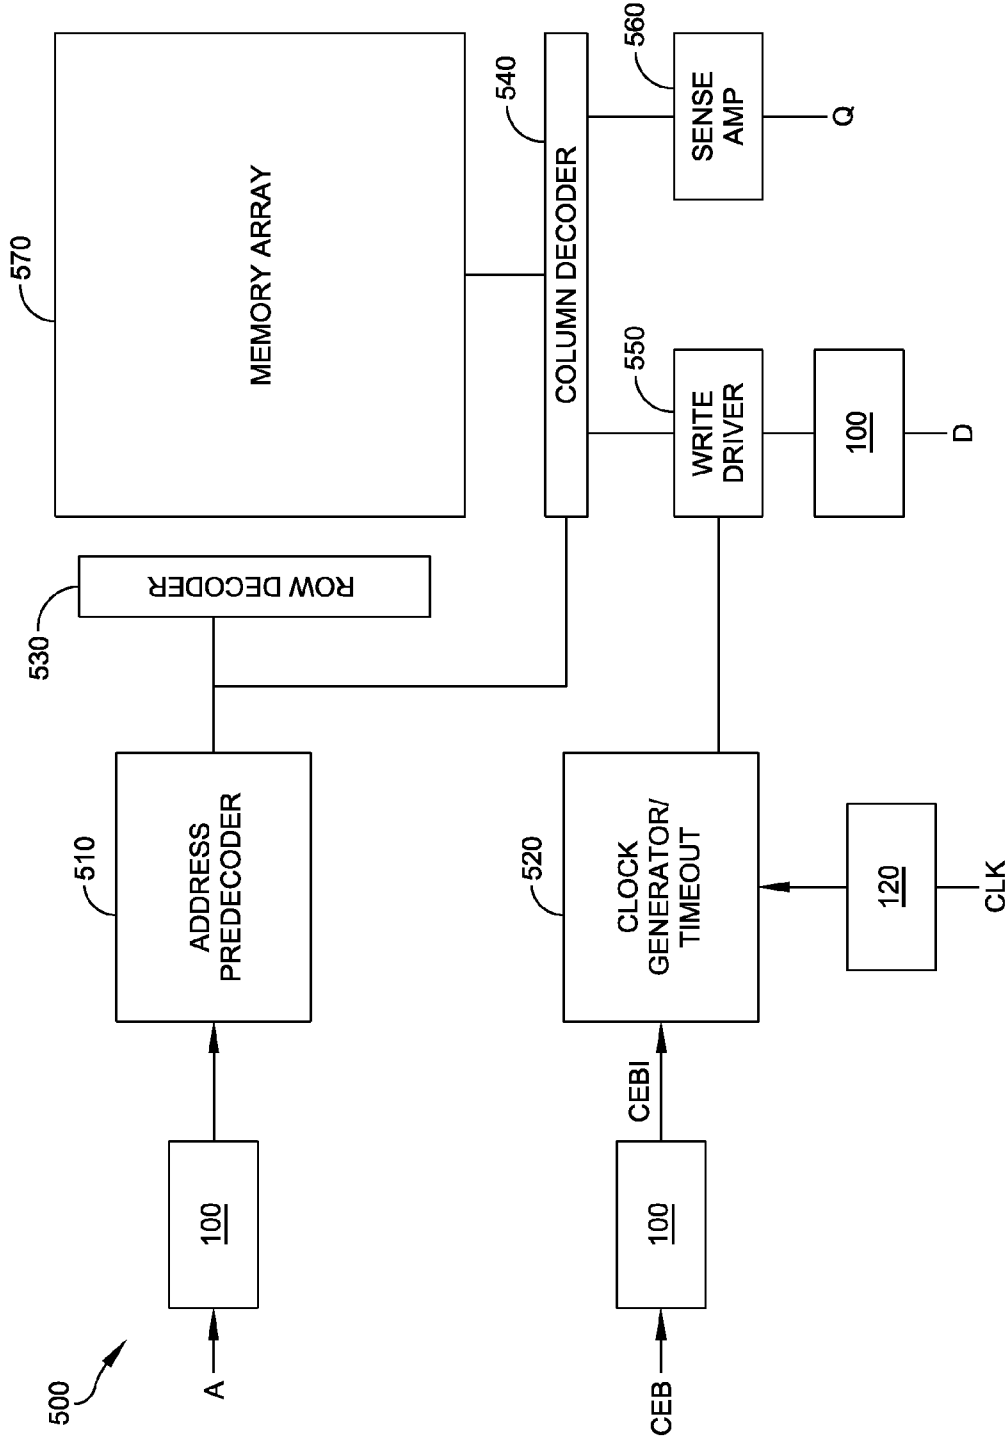 500
A
100
510
ADDRESS
PREDECODER
530
ROW DECODER
570
MEMORY ARRAY
540
COLUMN DECODER
CEB
100
CEBI
520
CLOCK
GENERATOR/
TIMEOUT
120
CLK
550
WRITE
DRIVER
100
D
560
SENSE
AMP
Q